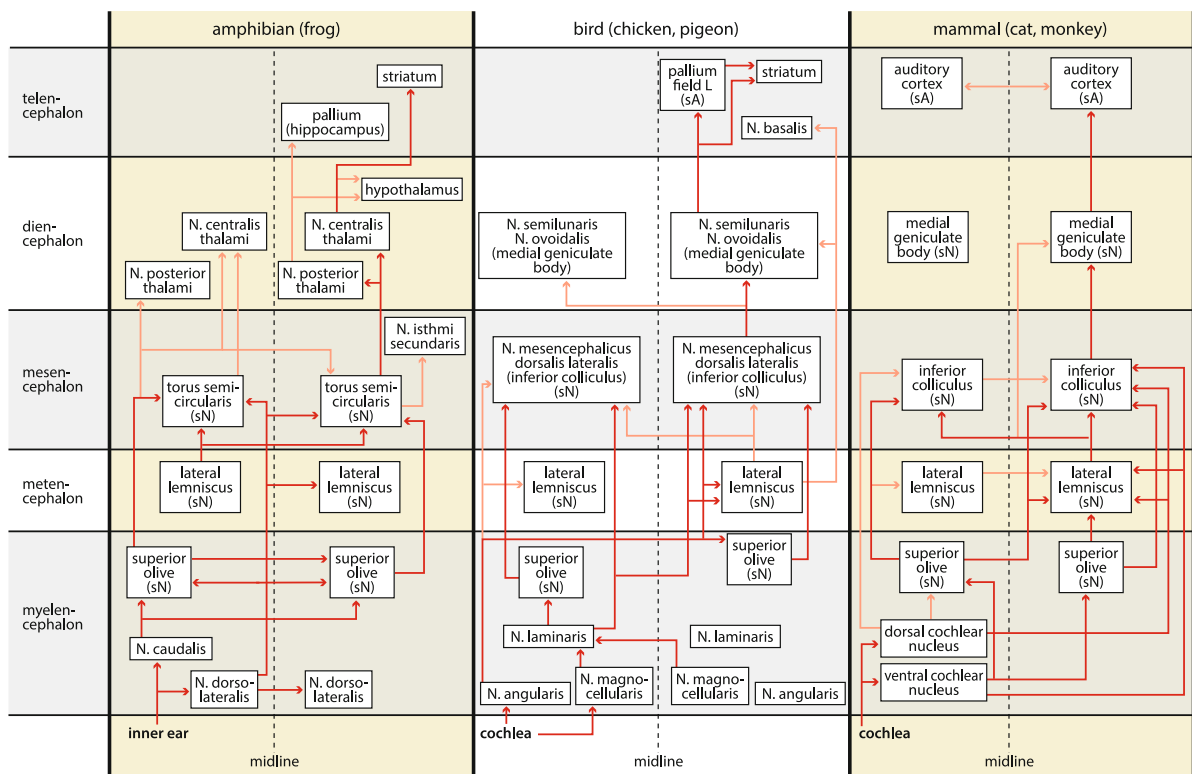 amphibian (frog)
bird (chicken, pigeon)
mammal (cat, monkey)
telen-
cephalon
striatum
pallium
(hippocampus)
pallium
field L
(sA)
striatum
N. basalis
auditory
cortex
(sA)
auditory
cortex
(sA)
dien-
cephalon
hypothalamus
N. centralis
thalami
N. centralis
thalami
N. posterior
thalami
N. posterior
thalami
N. semilunaris
N. ovoidalis
(medial geniculate
body)
N. semilunaris
N. ovoidalis
(medial geniculate
body)
medial
geniculate
body (sN)
medial
geniculate
body (sN)
mesen-
cephalon
N. isthmi
secundaris
torus semi-
circularis
(sN)
torus semi-
circularis
(sN)
N. mesencephalicus
dorsalis lateralis
(inferior colliculus)
(sN)
N. mesencephalicus
dorsalis lateralis
(inferior colliculus)
(sN)
inferior
colliculus
(sN)
inferior
colliculus
(sN)
meten-
cephalon
lateral
lemniscus
(sN)
lateral
lemniscus
(sN)
lateral
lemniscus
(sN)
lateral
lemniscus
(sN)
lateral
lemniscus
(sN)
lateral
lemniscus
(sN)
myelen-
cephalon
superior
olive
(sN)
superior
olive
(sN)
N. caudalis
N. dorso-
lateralis
N. dorso-
lateralis
superior
olive
(sN)
superior
olive
(sN)
N. laminaris
N. laminaris
N. angularis
N. magno-
cellularis
N. magno-
cellularis
N. angularis
superior
olive
(sN)
superior
olive
(sN)
dorsal cochlear
nucleus
ventral cochlear
nucleus
inner ear
cochlea
cochlea
midline
midline
midline